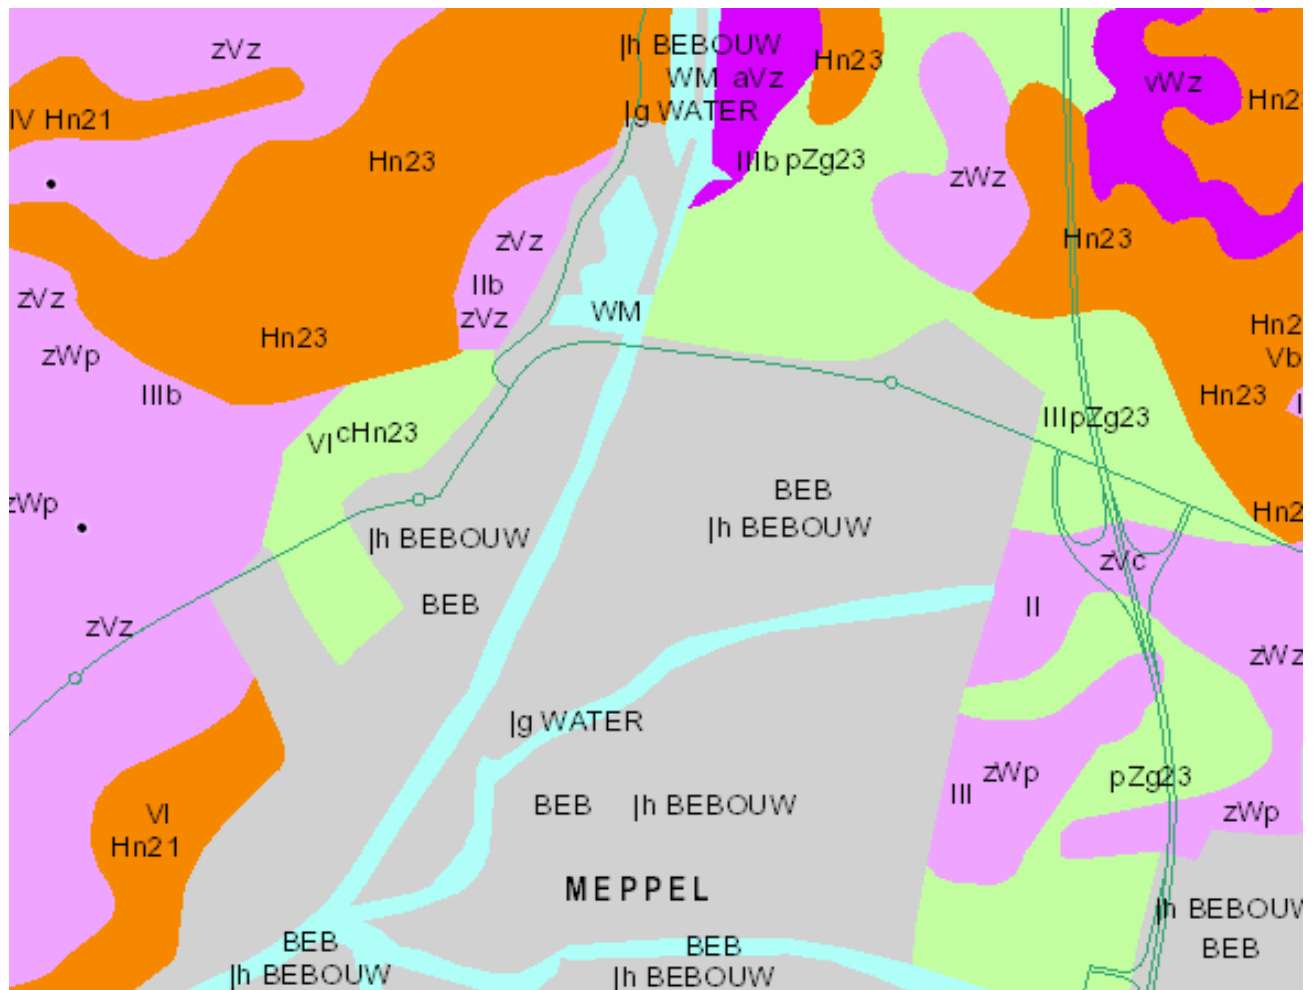 zVz
|h BEBOUW
Hn23
WM aVz
vWz
Hn2
IV Hn21
|g WATER
Hn23
IIIb pZg23
zWz
zVz
Hn23
IIb
zVz
zVz
WM
Hn23
Hn2
zWp
Vb
IIIb
Hn23
VI cHn23
III pZg23
BEB
zWp
Hn2
|h BEBOUW
|h BEBOUW
zVc
BEB
II
zVz
zWz
|g WATER
zWp
pZg23
III
BEB
|h BEBOUW
VI
zWp
Hn21
MEPPEL
|h BEBOUW
BEB
BEB
BEB
|h BEBOUW
|h BEBOUW